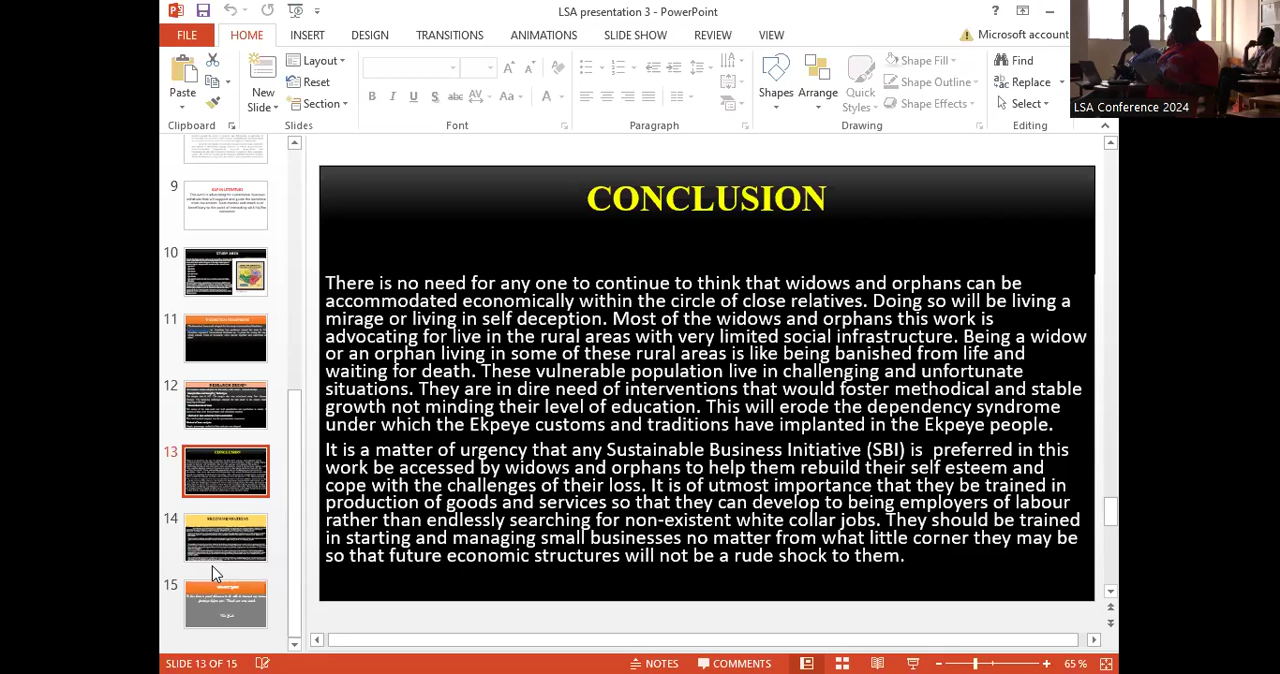 LSA presentation 3 - PowerPoint
FILE HOME INSERT DESIGN TRANSITIONS ANIMATIONS SLIDE SHOW REVIEW VIEW Microsoft account
Paste
New
Slide
Layout
Reset
Section
B I U S abc AV Aa A
Shapes Arrange Quick
Styles
Shape Fill
Shape Outline
Shape Effects
Find
Replace
Select
Clipboard Slides Font Paragraph Drawing Editing
LSA Conference 2024
9
10
STUDY AREA
11
12
13
CONCLUSION
14
15
CONCLUSION
There is no need for any one to continue to think that widows and orphans can be
accommodated economically within the circle of close relatives. Doing so will be living a
mirage or living in self deception. Most of the widows and orphans this work is
advocating for live in the rural areas with very limited social infrastructure. Being a widow
or an orphan living in some of these rural areas is like being banished from life and
waiting for death. These vulnerable population live in challenging and unfortunate
situations. They are in dire need of interventions that would foster economical and stable
growth not minding their level of education. This will erode the dependency syndrome
under which the Ekpeye customs and traditions have implanted in the Ekpeye people.
It is a matter of urgency that any Sustainable Business Initiative (SBI) is preferred in this
work be accessed by widows and orphans to help them rebuild their self esteem and
cope with the challenges of their loss. It is of utmost importance that they be trained in
production of goods and services so that they can develop to being employers of labour
rather than endlessly searching for non existent white collar jobs. They should be trained
in starting and managing small businesses no matter from what little corner they may be
so that future economic structures will not be a rude shock to them.
SLIDE 13 OF 15 NOTES COMMENTS 65 %